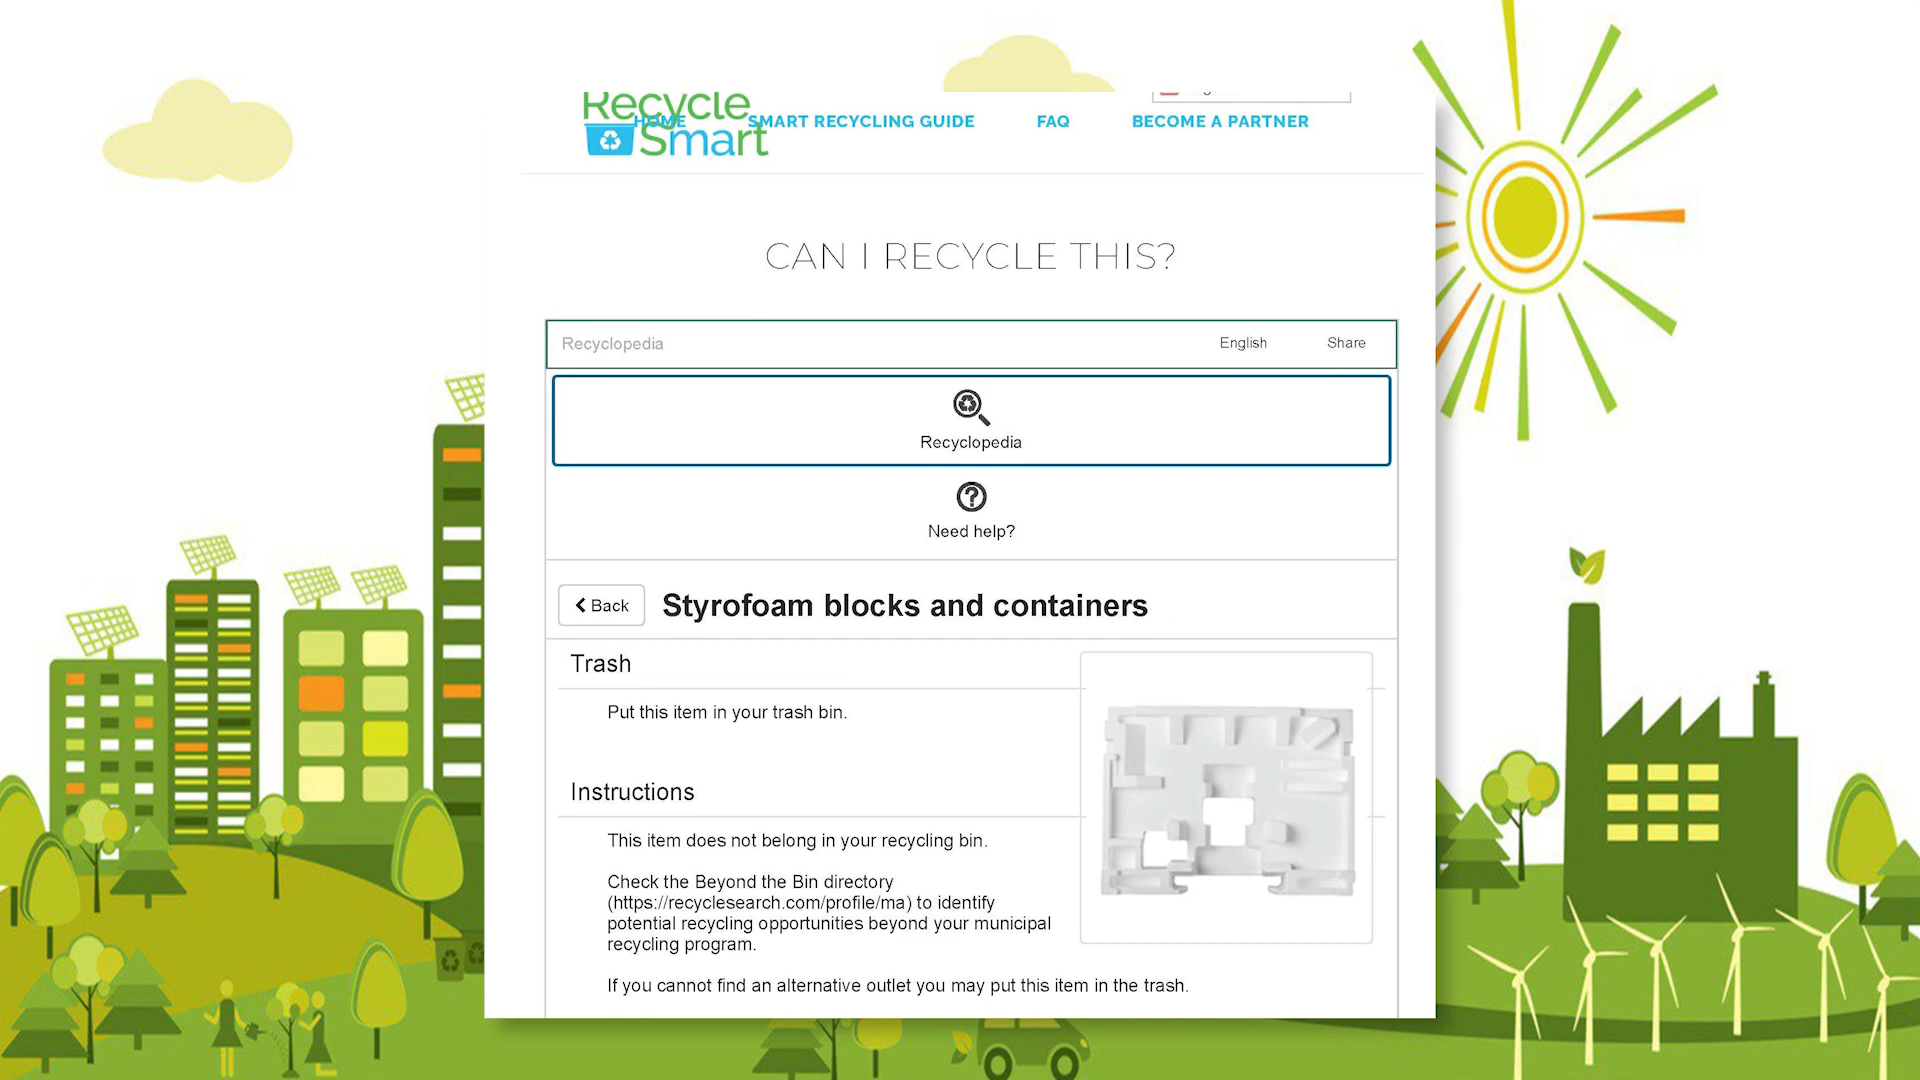 Recycle
Smart
HOME
SMART RECYCLING GUIDE
FAQ
BECOME A PARTNER
CAN I RECYCLE THIS?
Recyclopedia
English
Share
Recyclopedia
Need help?
Back
Styrofoam blocks and containers
Trash
Put this item in your trash bin.
Instructions
This item does not belong in your recycling bin.
Check the Beyond the Bin directory
(https://recyclesearch.com/profile/ma) to identify
potential recycling opportunities beyond your municipal
recycling program.
If you cannot find an alternative outlet you may put this item in the trash.